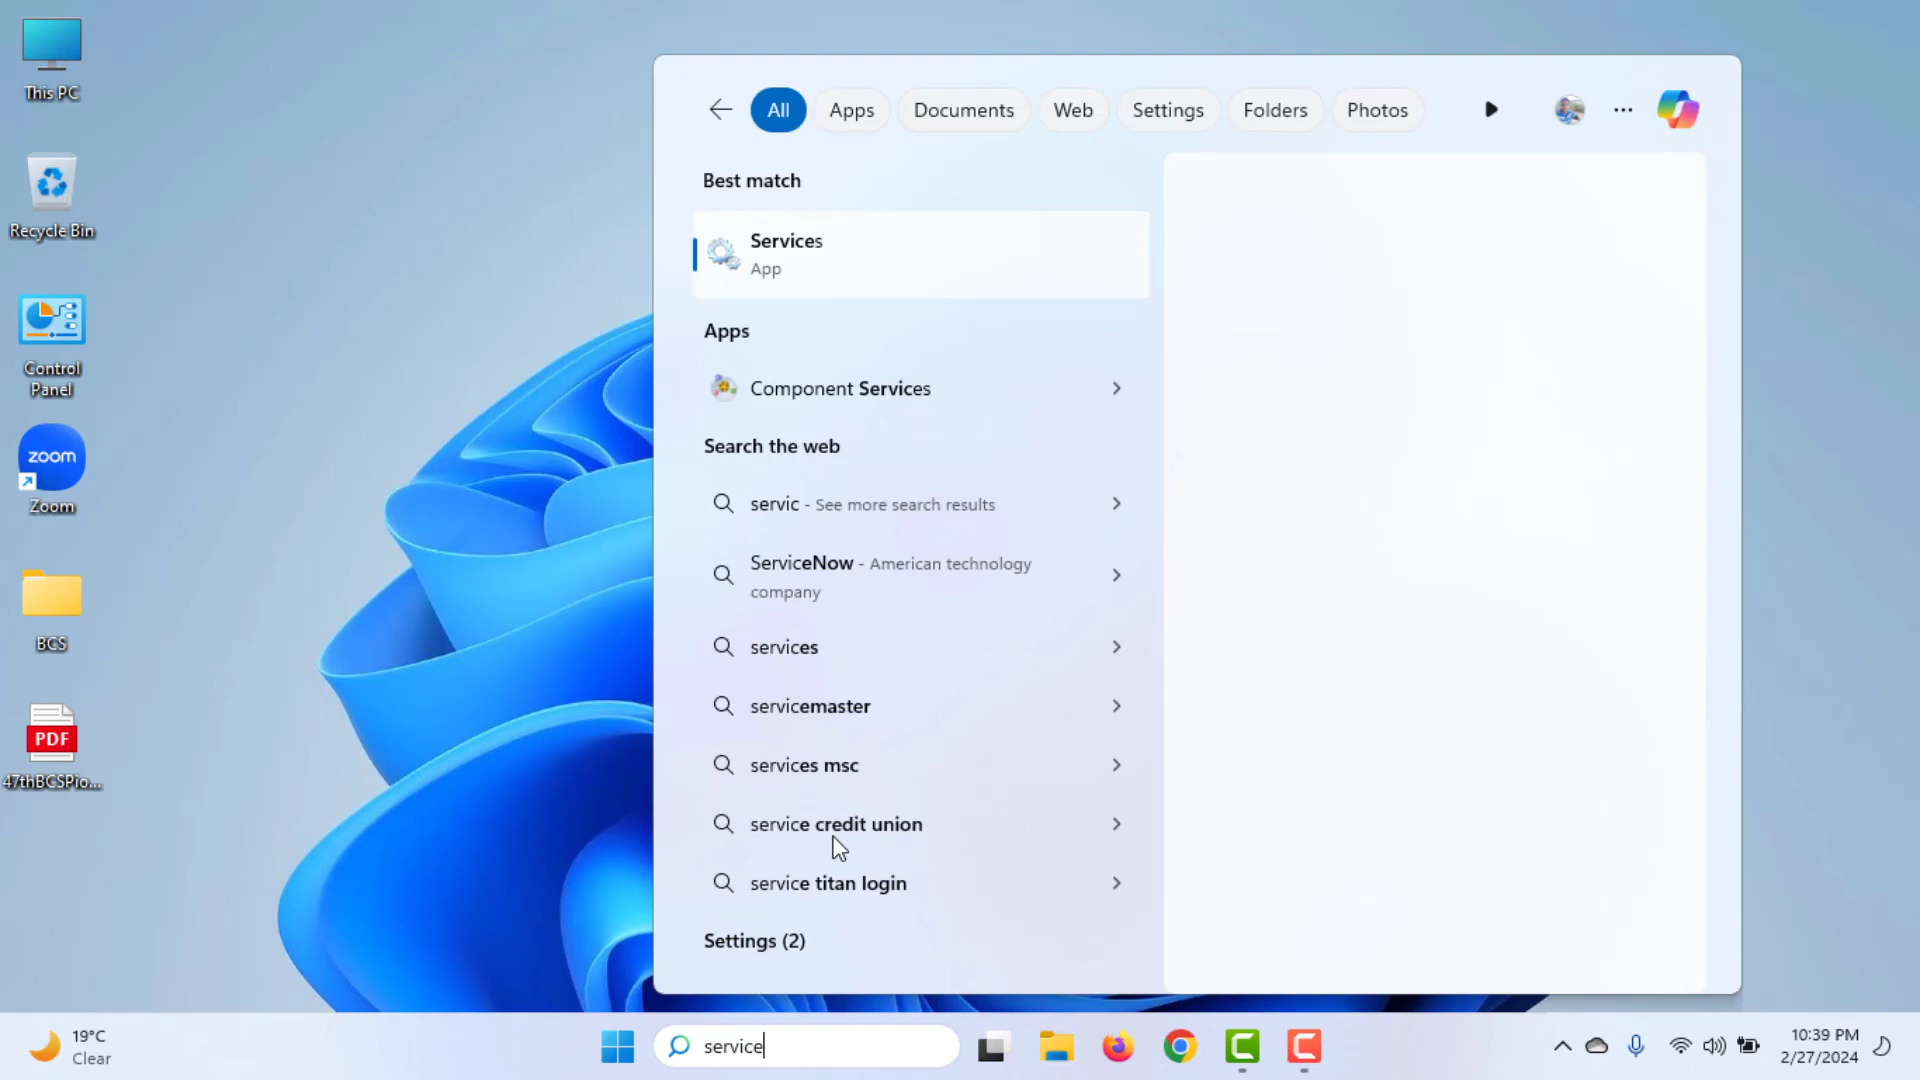 This PC
Recycle Bin
Control
Panel
zoom
Zoom
BCS
PDF
47thBCSPio...
All
Apps
Documents
Web
Settings
Folders
Photos
Best match
Services
App
Apps
Component Services
Search the web
servic - See more search results
ServiceNow - American technology
company
services
servicemaster
services msc
service credit union
service titan login
Settings (2)
19°C
Clear
service
10:39 PM
2/27/2024